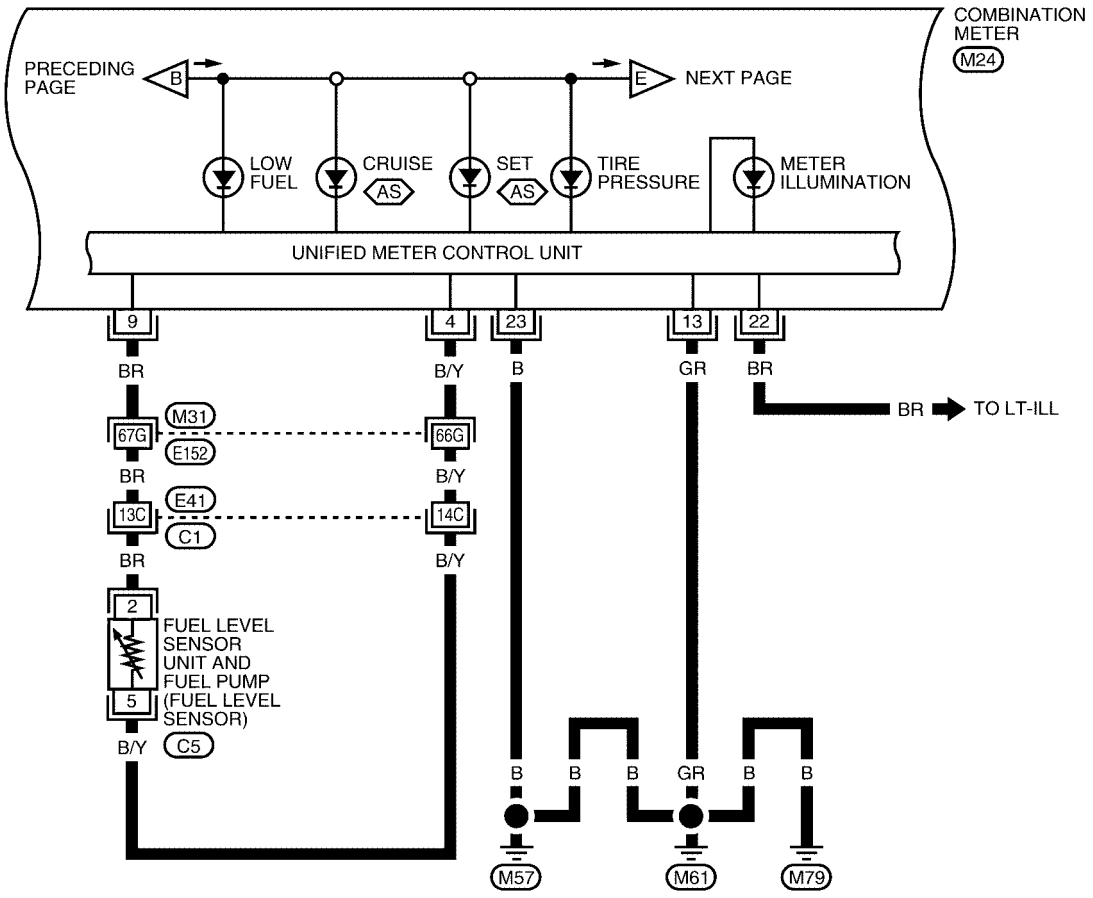 COMBINATION
METER
M24
PRECEDING
PAGE
B
E
NEXT PAGE
LOW
FUEL
CRUISE
AS
SET
AS
TIRE
PRESSURE
METER
ILLUMINATION
UNIFIED METER CONTROL UNIT
9
4
23
13
22
BR
B/Y
B
GR
BR
BR
TO LT-ILL
67G
M31
E152
66G
BR
B/Y
13C
E41
C1
14C
BR
B/Y
2
FUEL LEVEL
SENSOR
UNIT AND
FUEL PUMP
(FUEL LEVEL
SENSOR)
5
B/Y
C5
B
B
B
GR
B
B
M57
M61
M79